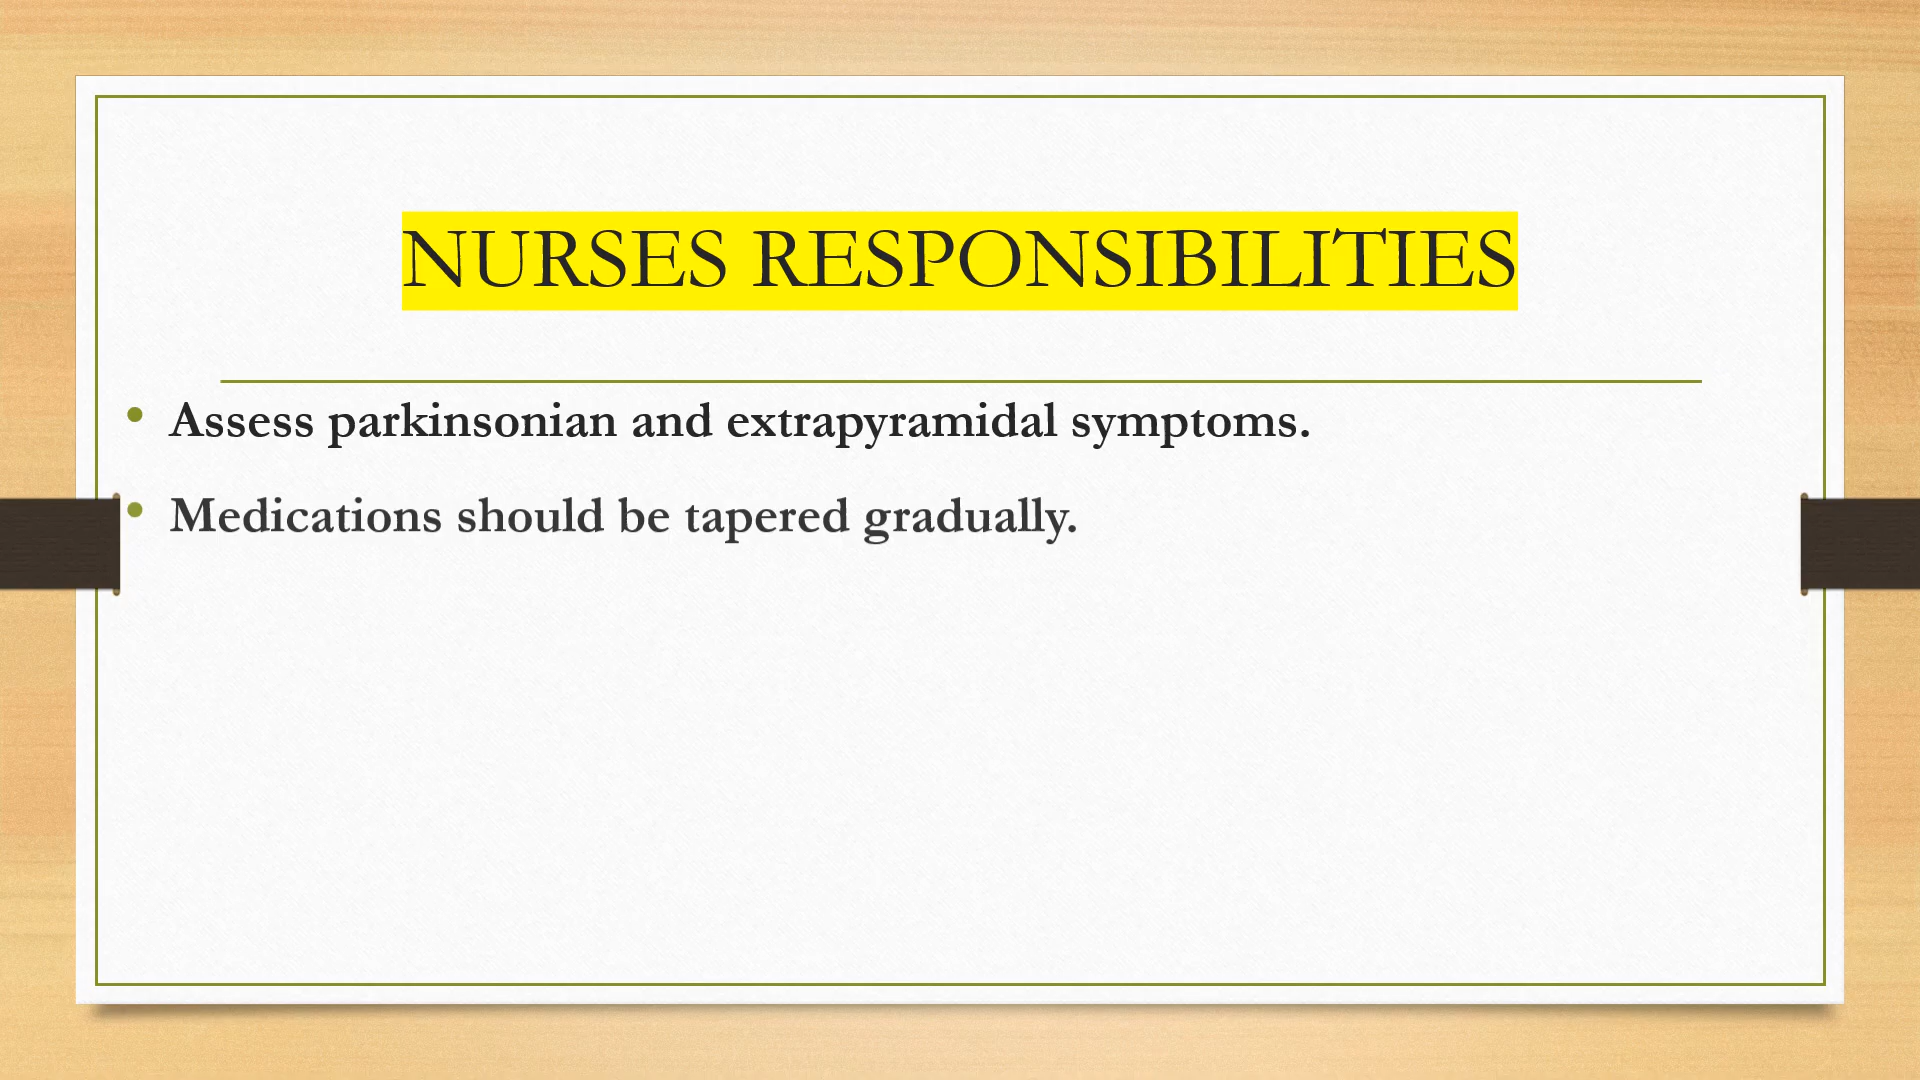 NURSES RESPONSIBILITIES
• Assess parkinsonian and extrapyramidal symptoms.
• Medications should be tapered gradually.